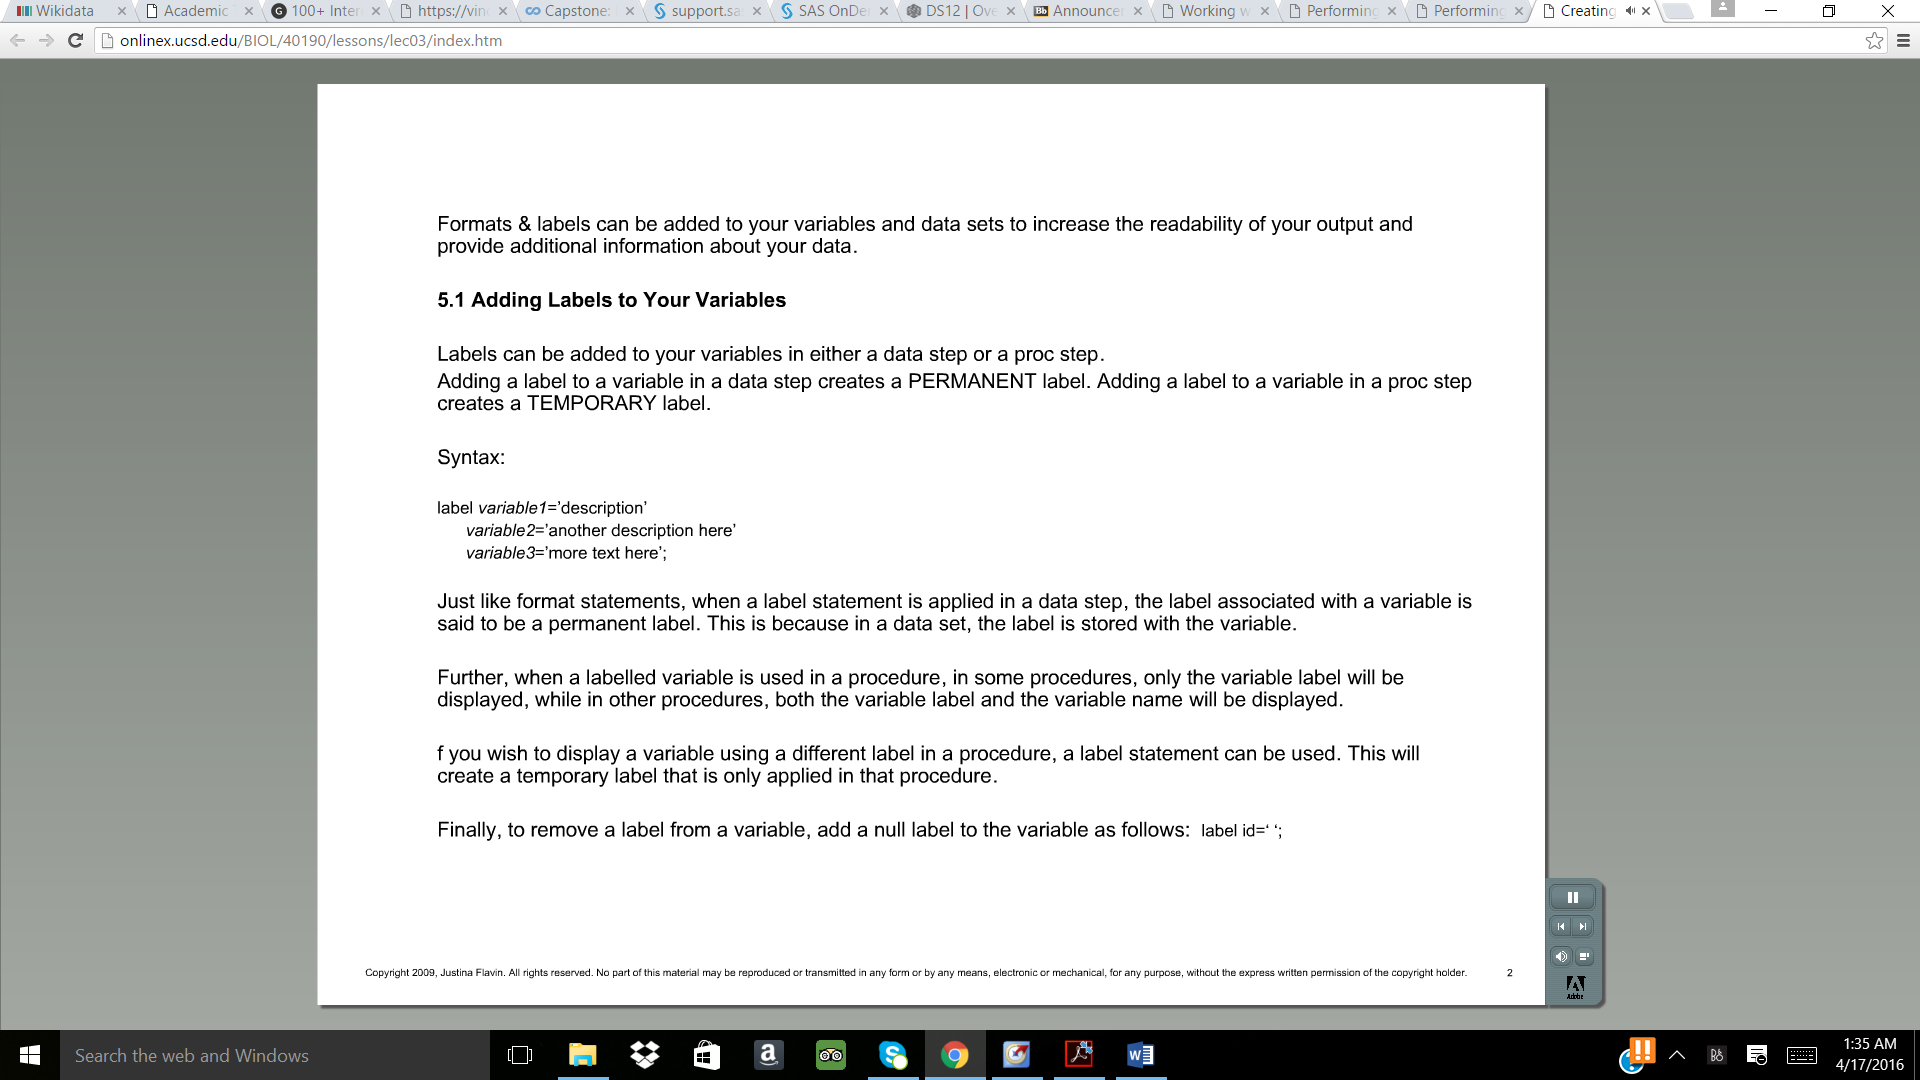 Wikidata
Academic
100+ Inter
https://vin
Capstone:
support.sa
SAS OnDe
DS12 | Ove
Announce
Working w
Performing
Performing
Creating
onlinex.ucsd.edu/BIOL/40190/lessons/lec03/index.htm
Formats & labels can be added to your variables and data sets to increase the readability of your output and
provide additional information about your data.
5.1 Adding Labels to Your Variables
Labels can be added to your variables in either a data step or a proc step.
Adding a label to a variable in a data step creates a PERMANENT label. Adding a label to a variable in a proc step
creates a TEMPORARY label.
Syntax:
label variable1=’description’
variable2=’another description here’
variable3=’more text here’;
Just like format statements, when a label statement is applied in a data step, the label associated with a variable is
said to be a permanent label. This is because in a data set, the label is stored with the variable.
Further, when a labelled variable is used in a procedure, in some procedures, only the variable label will be
displayed, while in other procedures, both the variable label and the variable name will be displayed.
f you wish to display a variable using a different label in a procedure, a label statement can be used. This will
create a temporary label that is only applied in that procedure.
Finally, to remove a label from a variable, add a null label to the variable as follows: label id=‘ ‘;
Copyright 2009, Justina Flavin. All rights reserved. No part of this material may be reproduced or transmitted in any form or by any means, electronic or mechanical, for any purpose, without the express written permission of the copyright holder. 2
Adobe
Search the web and Windows
1:35 AM
4/17/2016